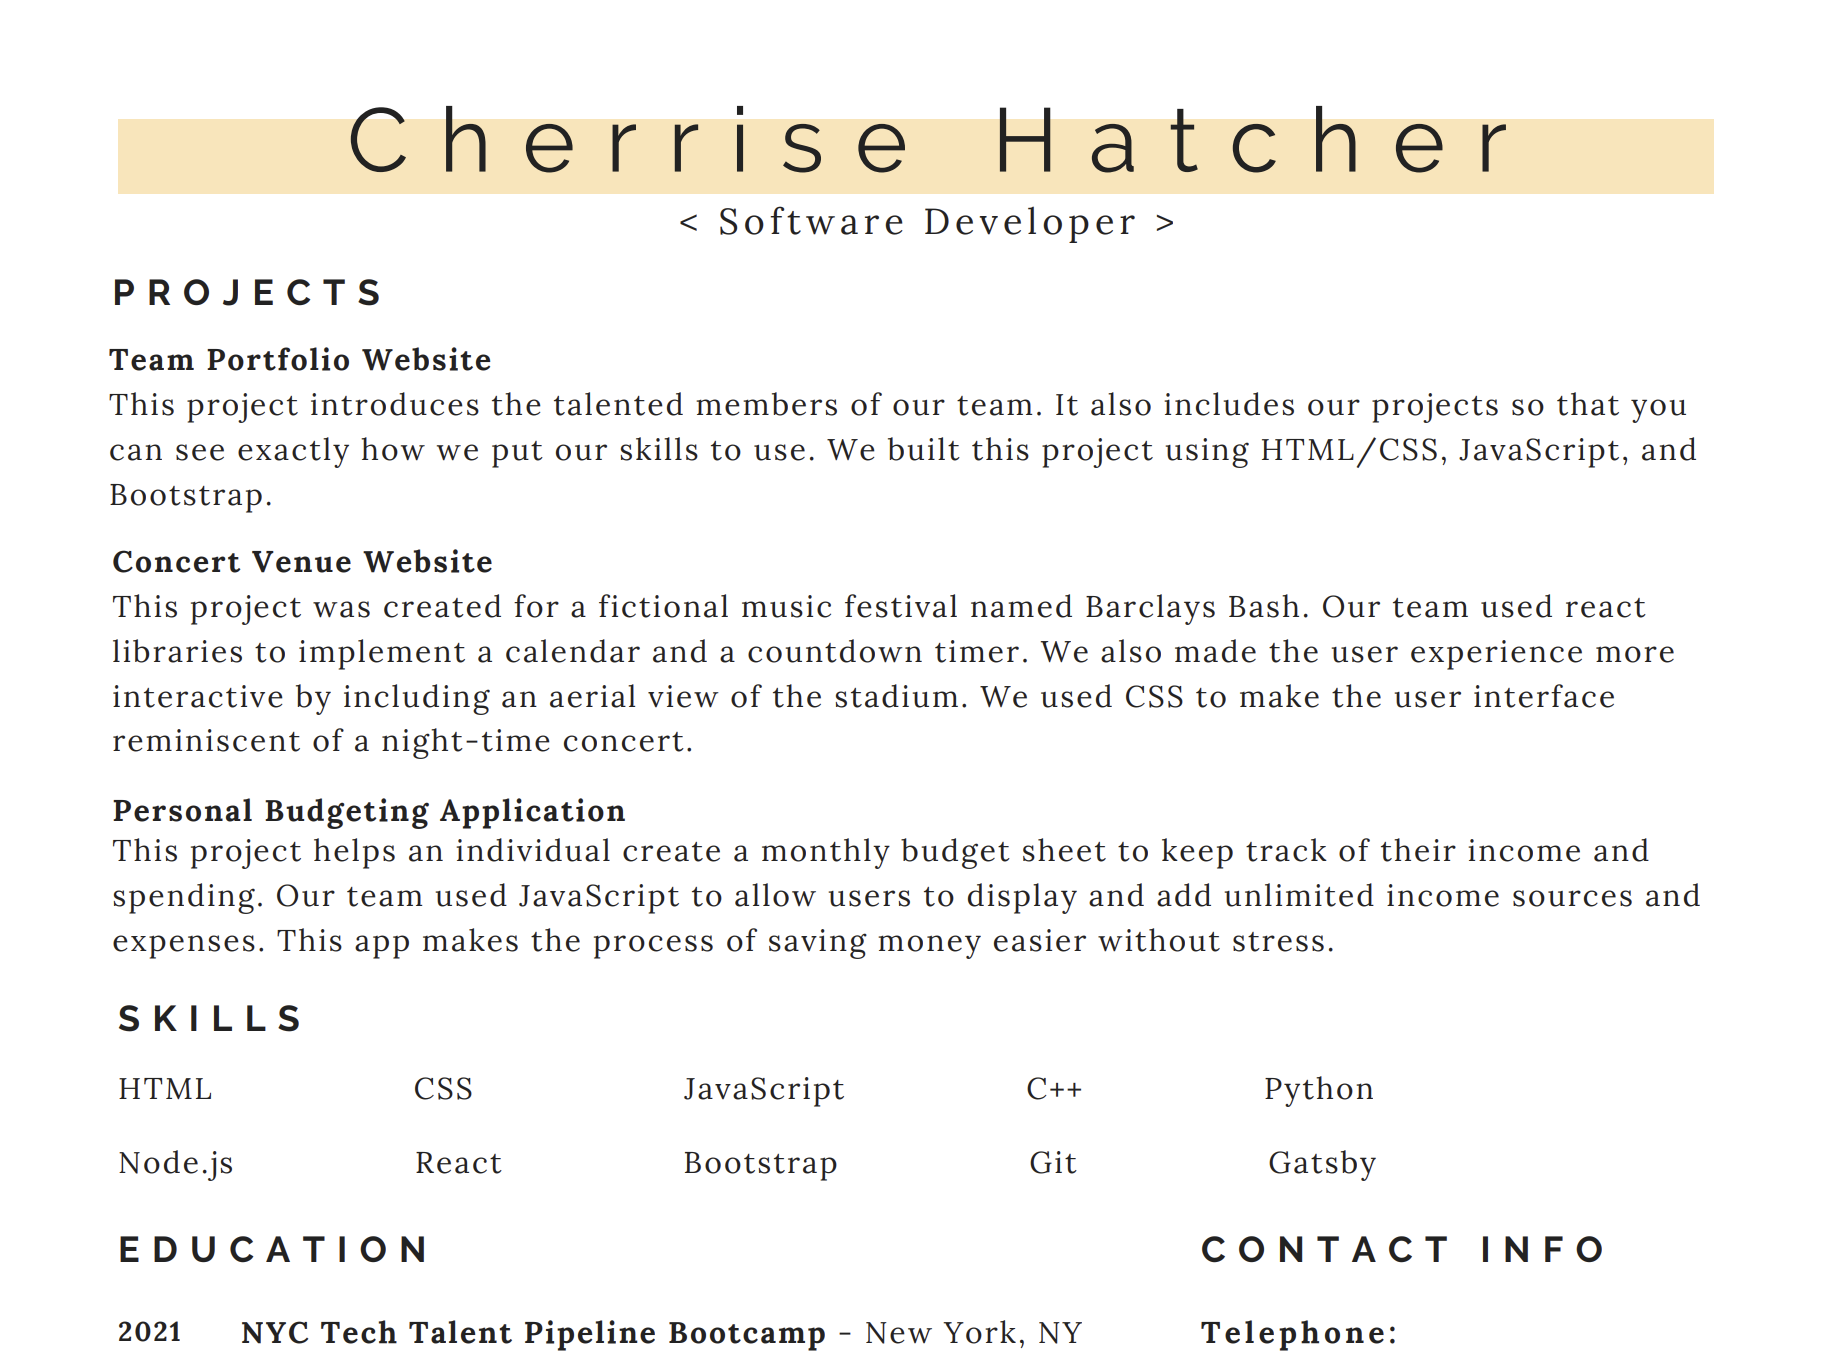 Cherrise Hatcher
< Software Developer >
PROJECTS
Team Portfolio Website
This project introduces the talented members of our team. It also includes our projects so that you
can see exactly how we put our skills to use. We built this project using HTML/CSS, JavaScript, and
Bootstrap.
Concert Venue Website
This project was created for a fictional music festival named Barclays Bash. Our team used react
libraries to implement a calendar and a countdown timer. We also made the user experience more
interactive by including an aerial view of the stadium. We used CSS to make the user interface
reminiscent of a night-time concert.
Personal Budgeting Application
This project helps an individual create a monthly budget sheet to keep track of their income and
spending. Our team used JavaScript to allow users to display and add unlimited income sources and
expenses. This app makes the process of saving money easier without stress.
SKILLS
HTML CSS JavaScript C++ Python
Node.js React Bootstrap Git Gatsby
EDUCATION
2021 NYC Tech Talent Pipeline Bootcamp - New York, NY
CONTACT INFO
Telephone: